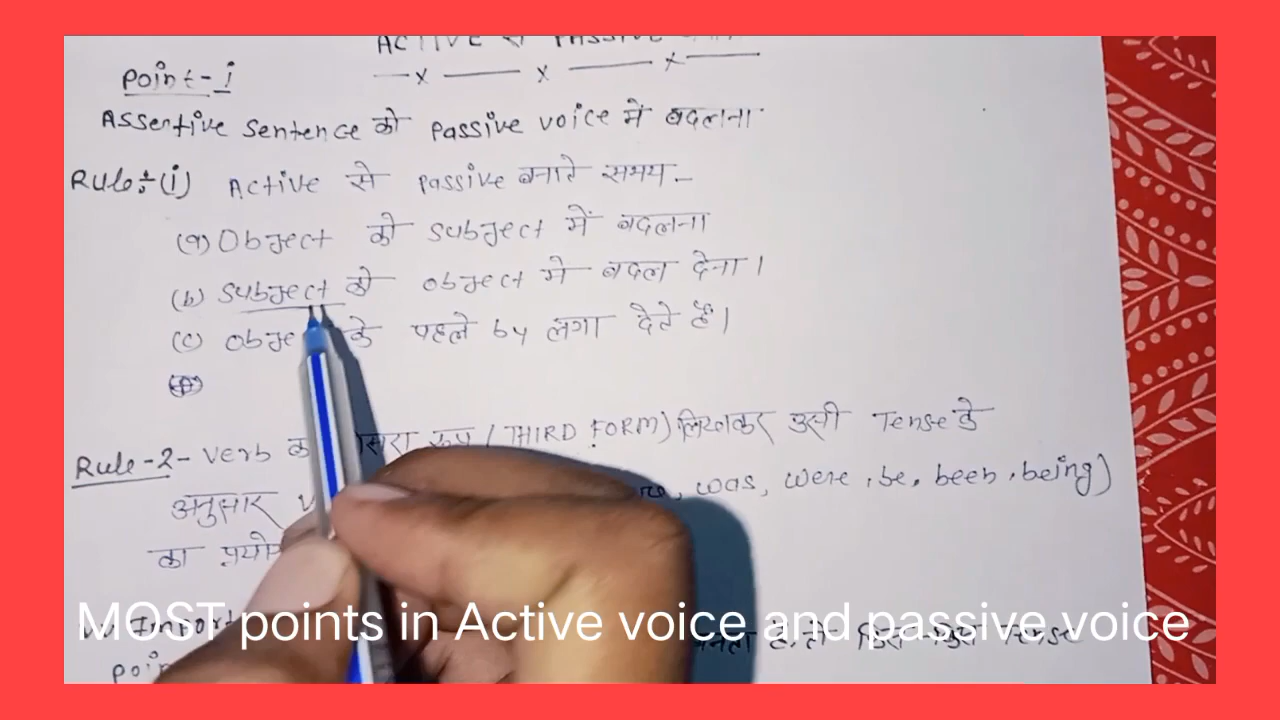 ACTIVE से PASSIVE
Point-i
Assertive sentence को passive voice में बदलना
Rule:-(i) Active से passive बनाते समय-
(a) Object को subject में बदलना
(b) subject को object मे बदल देना।
(c) के पहले by लगा देते हैं।
Rule-2- Verb रूप (THIRD FORM) लिखकर उसी Tense के
अनुसार was, were, be, been, being)
का
MOST points in Active voice and passive voice
Tense